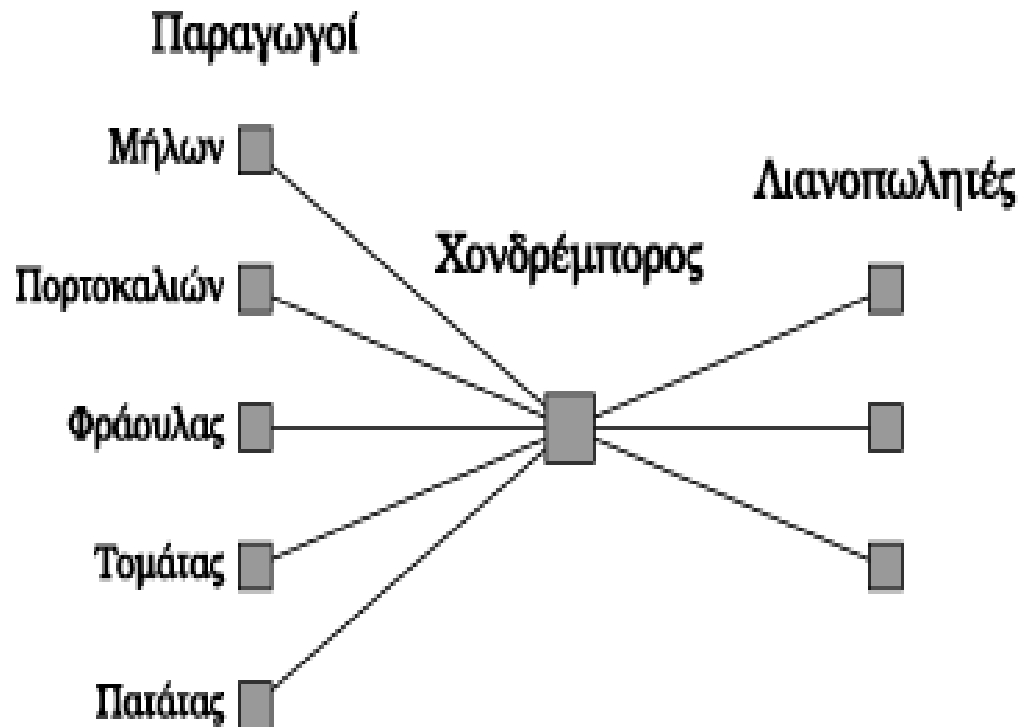 Παραγωγοί
Μήλων
Λιανοπωλητές
Χονδρέμπορος
Πορτοκαλιών
Φράουλας
Τομάτας
Πατάτας